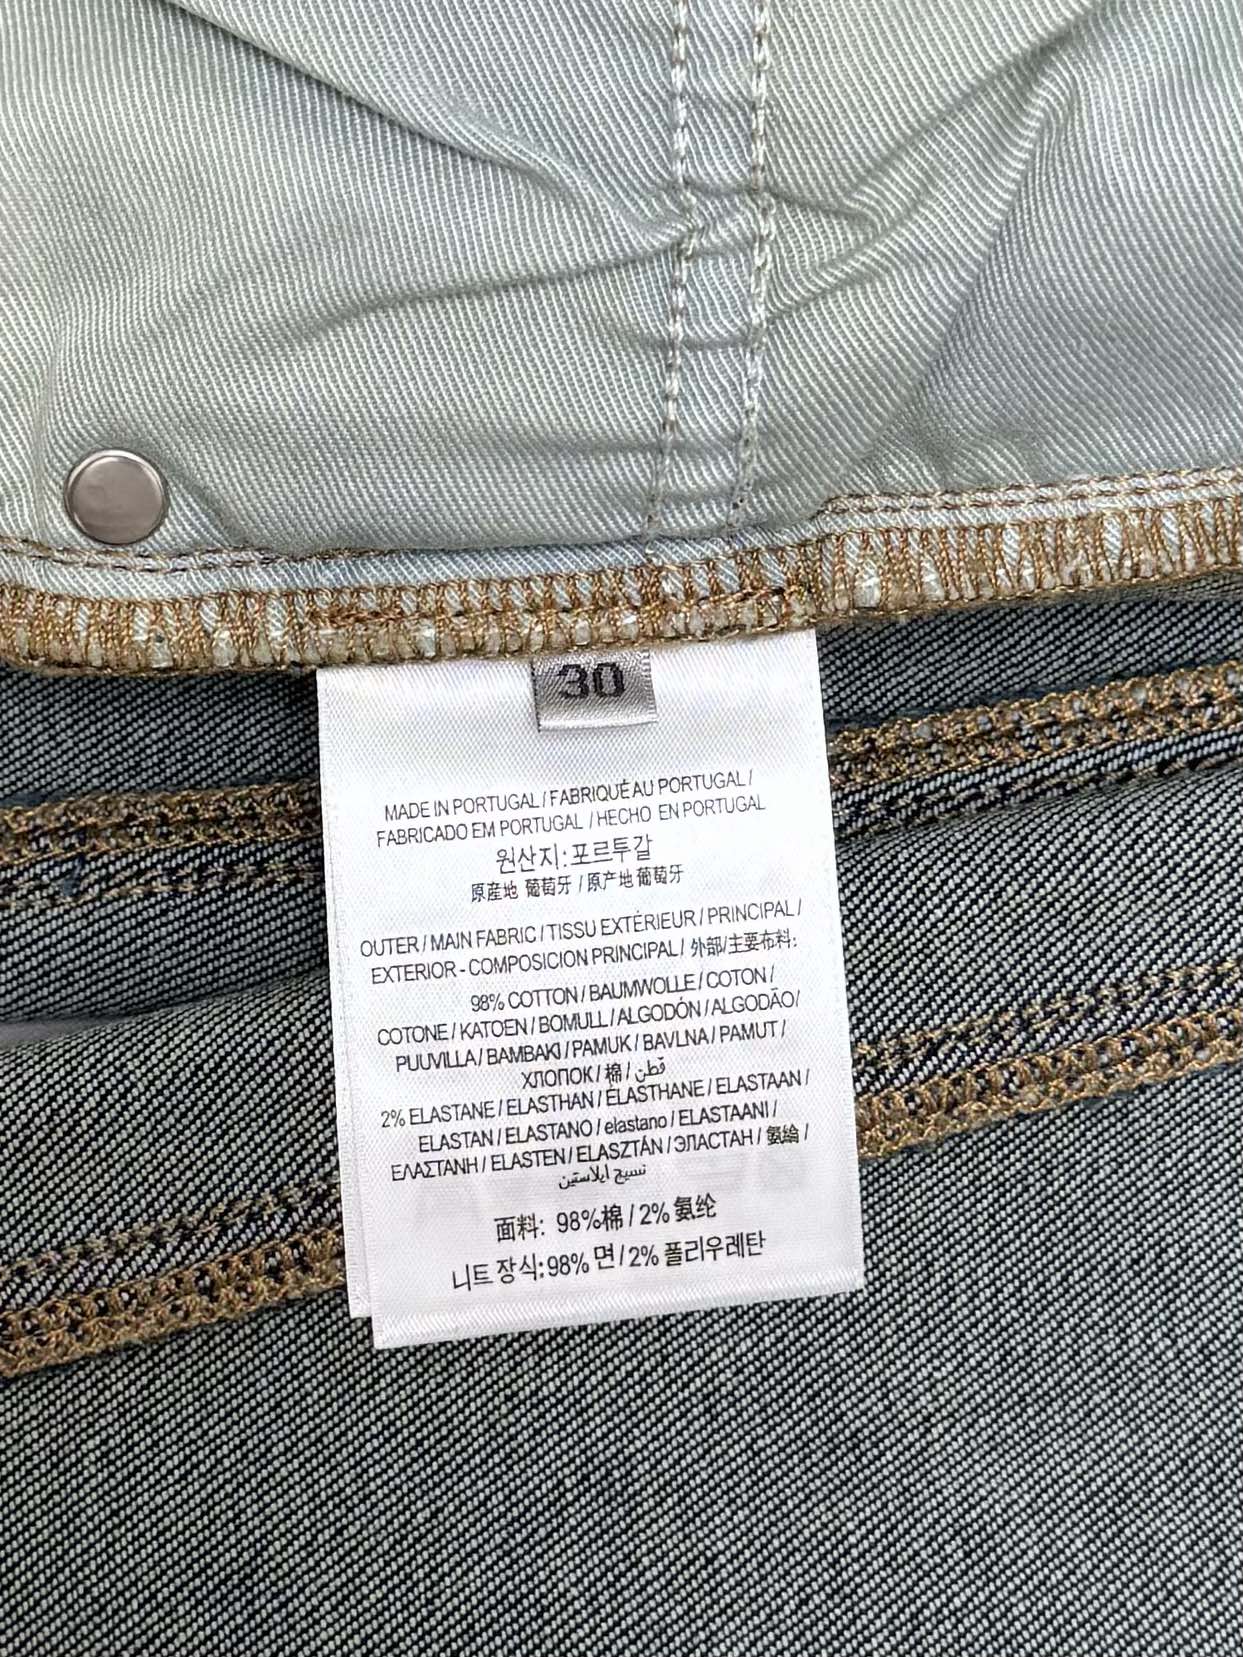 30
MADE IN PORTUGAL / FABRIQUÉ AU PORTUGAL /
FABRICADO EM PORTUGAL / HECHO EN PORTUGAL
원산지: 포르투갈
原産地 葡萄牙 / 原产地 葡萄牙
OUTER / MAIN FABRIC / TISSU EXTÉRIEUR / PRINCIPAL /
EXTERIOR - COMPOSICION PRINCIPAL / 外部/主要布料:
98% COTTON / BAUMWOLLE / COTON /
COTONE / KATOEN / BOMULL / ALGODÓN / ALGODÃO/
PUUVILLA / BAMBAKI / PAMUK / BAVLNA / PAMUT /
ХЛОПОК / 棉 / قطن
2% ELASTANE / ELASTHAN / ÉLASTHANE / ELASTAAN /
ELASTAN / ELASTANO / elastano / ELASTAANI /
ΕΛΑΣΤΑΝΗ / ELASTEN / ELASZTÁN / ЭЛАСТАН / 氨綸 /
نسيج ايلاستين
面料: 98%棉 / 2% 氨纶
니트 장식:98% 면 / 2% 폴리우레탄